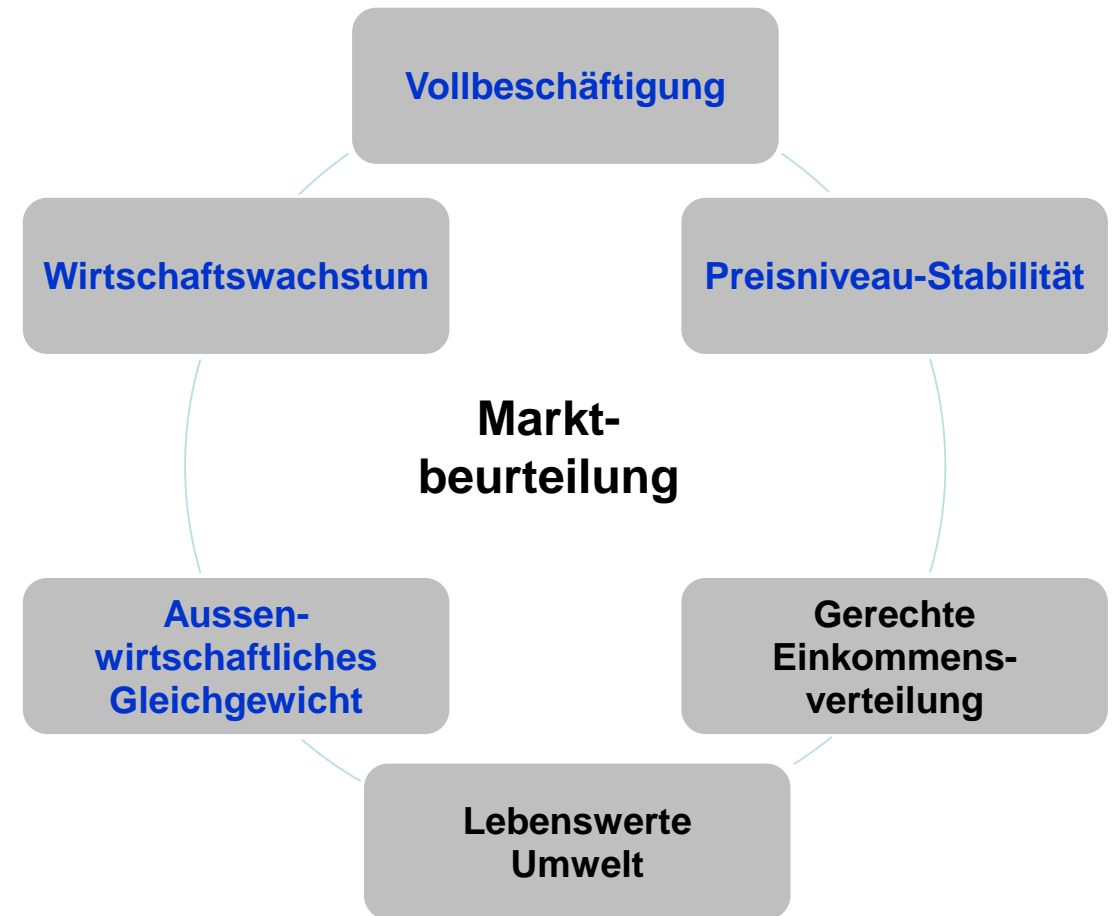 Vollbeschäftigung
Wirtschaftswachstum
Preisniveau-Stabilität
Markt-
beurteilung
Aussen-
wirtschaftliches
Gleichgewicht
Gerechte
Einkommens-
verteilung
Lebenswerte
Umwelt